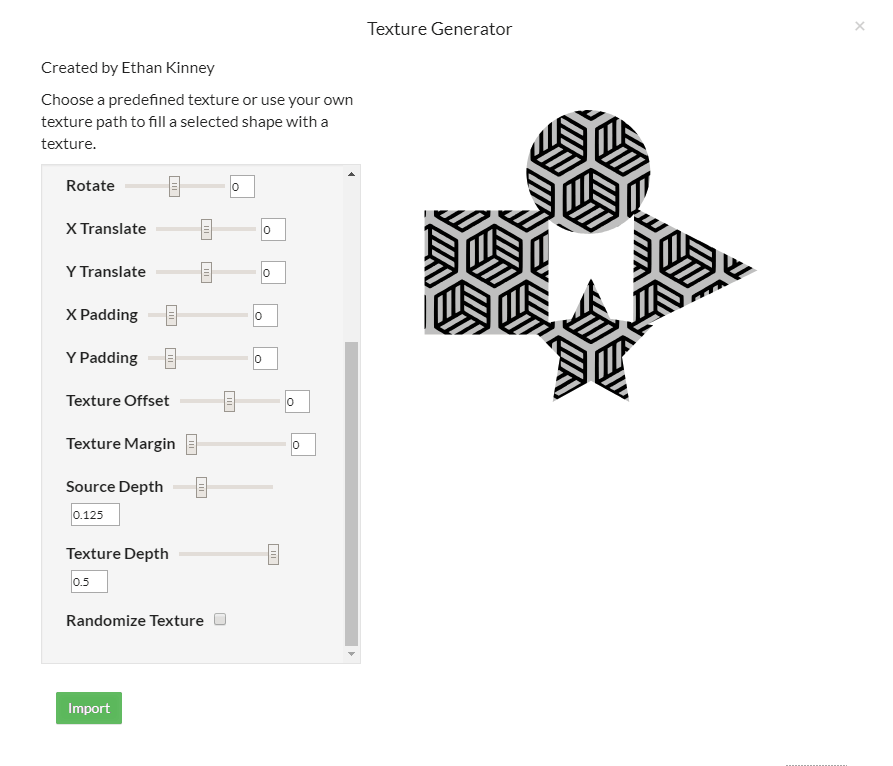 Texture Generator
×
Created by Ethan Kinney
Choose a predefined texture or use your own
texture path to fill a selected shape with a
texture.
Rotate 0
X Translate 0
Y Translate 0
X Padding 0
Y Padding 0
Texture Offset 0
Texture Margin 0
Source Depth
0.125
Texture Depth
0.5
Randomize Texture
Import